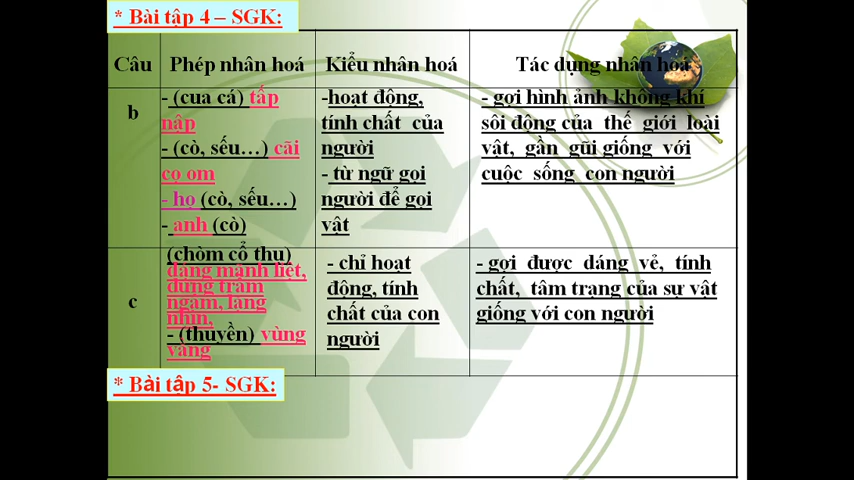 * Bài tập 4 – SGK:
Câu
Phép nhân hoá
Kiểu nhân hoá
Tác dụng nhân hoá
b
- (cua cá) tấp
nập
- (cò, sếu…) cãi
cọ om
- họ (cò, sếu…)
- anh (cò)
-hoạt động,
tính chất của
người
- từ ngữ gọi
người để gọi
vật
- gợi hình ảnh không khí
sôi động của thế giới loài
vật, gần gũi giống với
cuộc sống con người
c
(chòm cổ thụ)
dáng mãnh liệt,
đứng trầm
ngâm, lặng
nhìn,
- (thuyền) vùng
vằng
- chỉ hoạt
động, tính
chất của con
người
- gợi được dáng vẻ, tính
chất, tâm trạng của sự vật
giống với con người
* Bài tập 5- SGK: